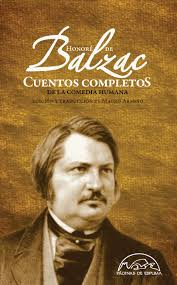 HONORÉ DE
Balzac
CUENTOS COMPLETOS
DE LA COMEDIA HUMANA
EDICIÓN Y TRADUCCIÓN DE MAURO ARMIÑO
PÁGINAS DE ESPUMA